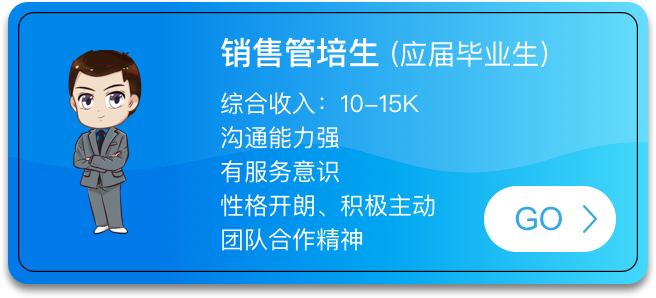 销售管培生（应届毕业生）
综合收入：10-15K
沟通能力强
有服务意识
性格开朗、积极主动
团队合作精神
GO